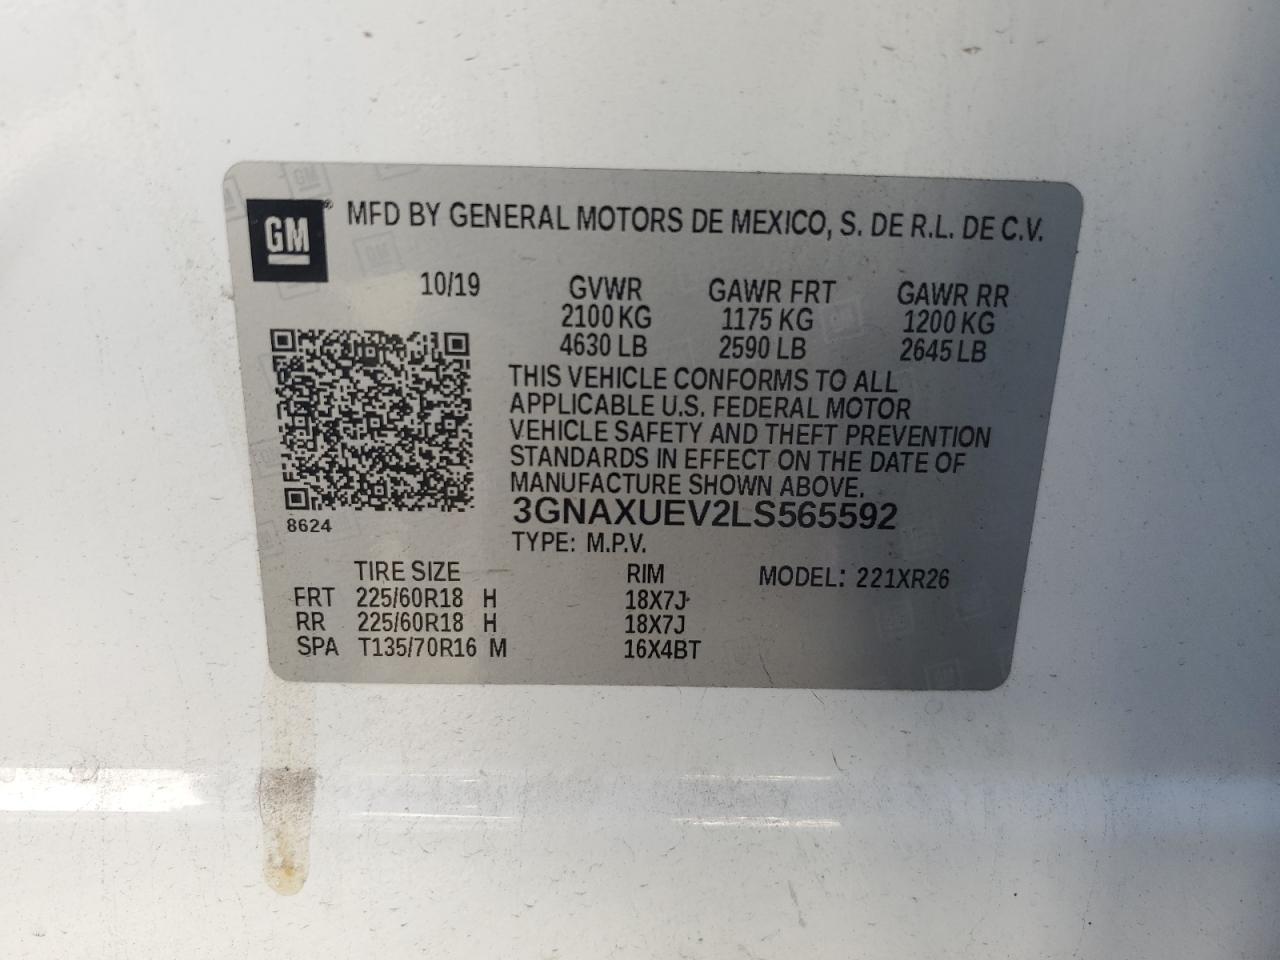 GM ® MFD BY GENERAL MOTORS DE MEXICO, S. DE R.L. DE C.V.
10/19 GVWR GAWR FRT GAWR RR
2100 KG 1175 KG 1200 KG
4630 LB 2590 LB 2645 LB
THIS VEHICLE CONFORMS TO ALL
APPLICABLE U.S. FEDERAL MOTOR
VEHICLE SAFETY AND THEFT PREVENTION
STANDARDS IN EFFECT ON THE DATE OF
MANUFACTURE SHOWN ABOVE.
3GNAXUEV2LS565592
8624
TYPE: M.P.V.
TIRE SIZE RIM MODEL: 221XR26
FRT 225/60R18 H 18X7J
RR 225/60R18 H 18X7J
SPA T135/70R16 M 16X4BT